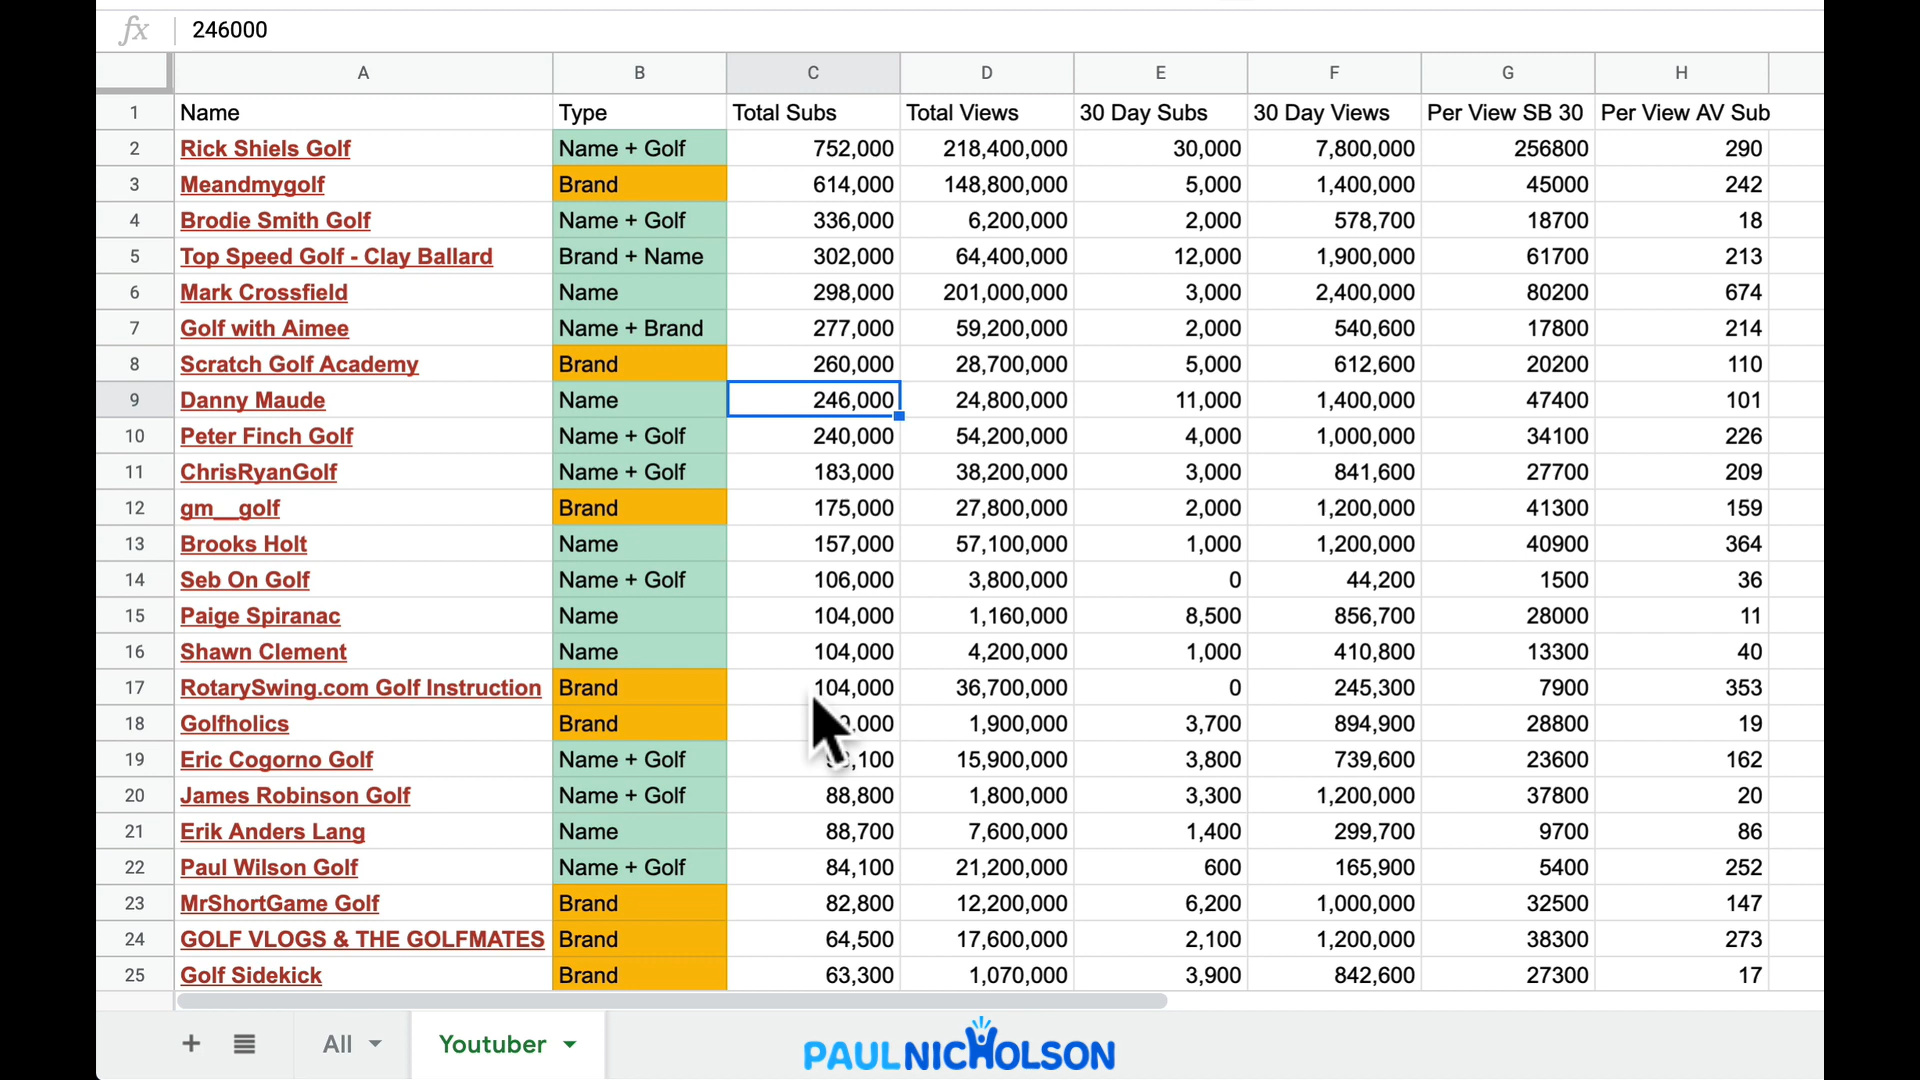 fx 246000
A B C D E F G H
1 Name Type Total Subs Total Views 30 Day Subs 30 Day Views Per View SB 30 Per View AV Sub
2 Rick Shiels Golf Name + Golf 752,000 218,400,000 30,000 7,800,000 256800 290
3 Meandmygolf Brand 614,000 148,800,000 5,000 1,400,000 45000 242
4 Brodie Smith Golf Name + Golf 336,000 6,200,000 2,000 578,700 18700 18
5 Top Speed Golf - Clay Ballard Brand + Name 302,000 64,400,000 12,000 1,900,000 61700 213
6 Mark Crossfield Name 298,000 201,000,000 3,000 2,400,000 80200 674
7 Golf with Aimee Name + Brand 277,000 59,200,000 2,000 540,600 17800 214
8 Scratch Golf Academy Brand 260,000 28,700,000 5,000 612,600 20200 110
9 Danny Maude Name 246,000 24,800,000 11,000 1,400,000 47400 101
10 Peter Finch Golf Name + Golf 240,000 54,200,000 4,000 1,000,000 34100 226
11 ChrisRyanGolf Name + Golf 183,000 38,200,000 3,000 841,600 27700 209
12 gm__golf Brand 175,000 27,800,000 2,000 1,200,000 41300 159
13 Brooks Holt Name 157,000 57,100,000 1,000 1,200,000 40900 364
14 Seb On Golf Name + Golf 106,000 3,800,000 0 44,200 1500 36
15 Paige Spiranac Name 104,000 1,160,000 8,500 856,700 28000 11
16 Shawn Clement Name 104,000 4,200,000 1,000 410,800 13300 40
17 RotarySwing.com Golf Instruction Brand 104,000 36,700,000 0 245,300 7900 353
18 Golfholics Brand 1,900,000 3,700 894,900 28800 19
19 Eric Cogorno Golf Name + Golf 15,900,000 3,800 739,600 23600 162
20 James Robinson Golf Name + Golf 88,800 1,800,000 3,300 1,200,000 37800 20
21 Erik Anders Lang Name 88,700 7,600,000 1,400 299,700 9700 86
22 Paul Wilson Golf Name + Golf 84,100 21,200,000 600 165,900 5400 252
23 MrShortGame Golf Brand 82,800 12,200,000 6,200 1,000,000 32500 147
24 GOLF VLOGS & THE GOLFMATES Brand 64,500 17,600,000 2,100 1,200,000 38300 273
25 Golf Sidekick Brand 63,300 1,070,000 3,900 842,600 27300 17
+ All Youtuber
PAULNICHOLSON